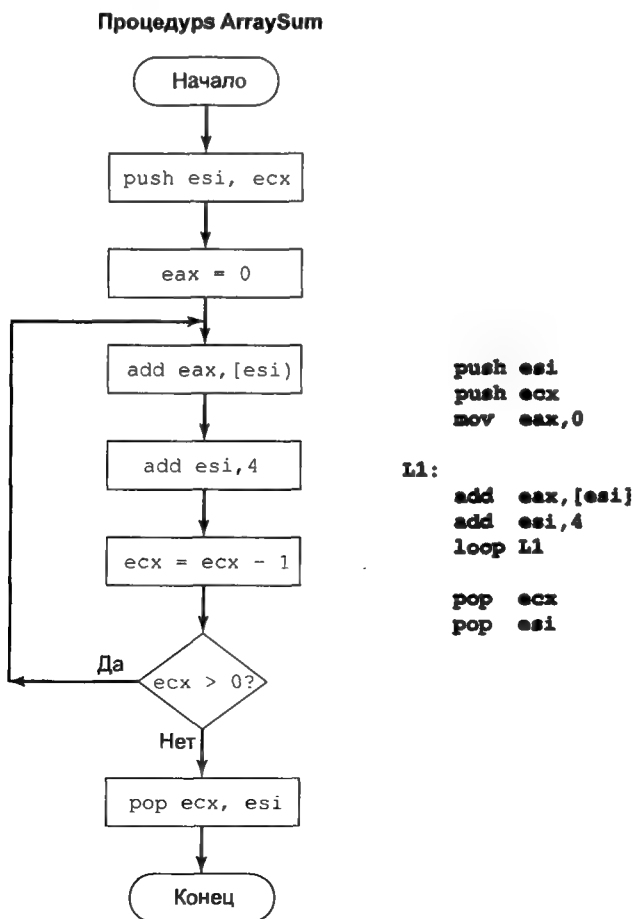 Процедурs ArraySum
Начало
push esi, ecx
eax = 0
add eax,[esi)
add esi,4
ecx = ecx - 1
Да
ecx > 0?
Нет
pop ecx, esi
Конец
push esi
push ecx
mov eax,0
L1:
add eax,[esi]
add esi,4
loop L1
pop ecx
pop esi